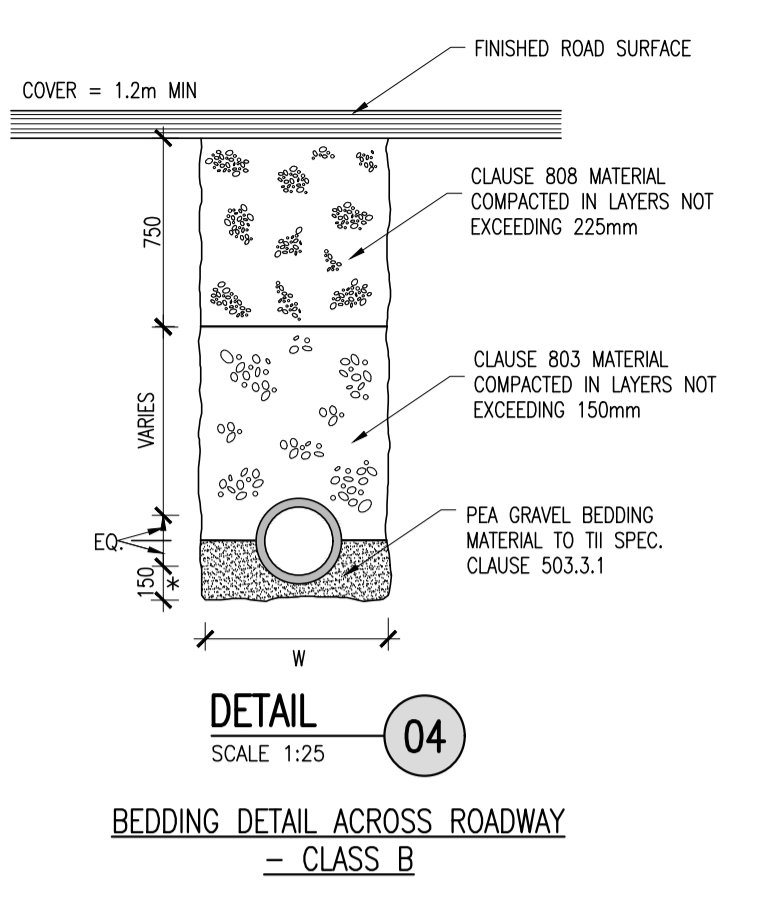 FINISHED ROAD SURFACE
COVER = 1.2m MIN
CLAUSE 808 MATERIAL
COMPACTED IN LAYERS NOT
EXCEEDING 225mm
750
CLAUSE 803 MATERIAL
COMPACTED IN LAYERS NOT
EXCEEDING 150mm
VARIES
PEA GRAVEL BEDDING
MATERIAL TO TII SPEC.
CLAUSE 503.3.1
EQ.
150
*
W
DETAIL
04
SCALE 1:25
BEDDING DETAIL ACROSS ROADWAY
- CLASS B